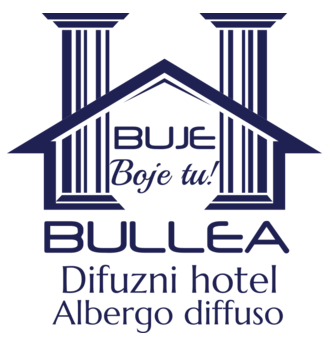 BUJE
Boje tu!
BULLEA
Difuzni hotel
Albergo diffuso